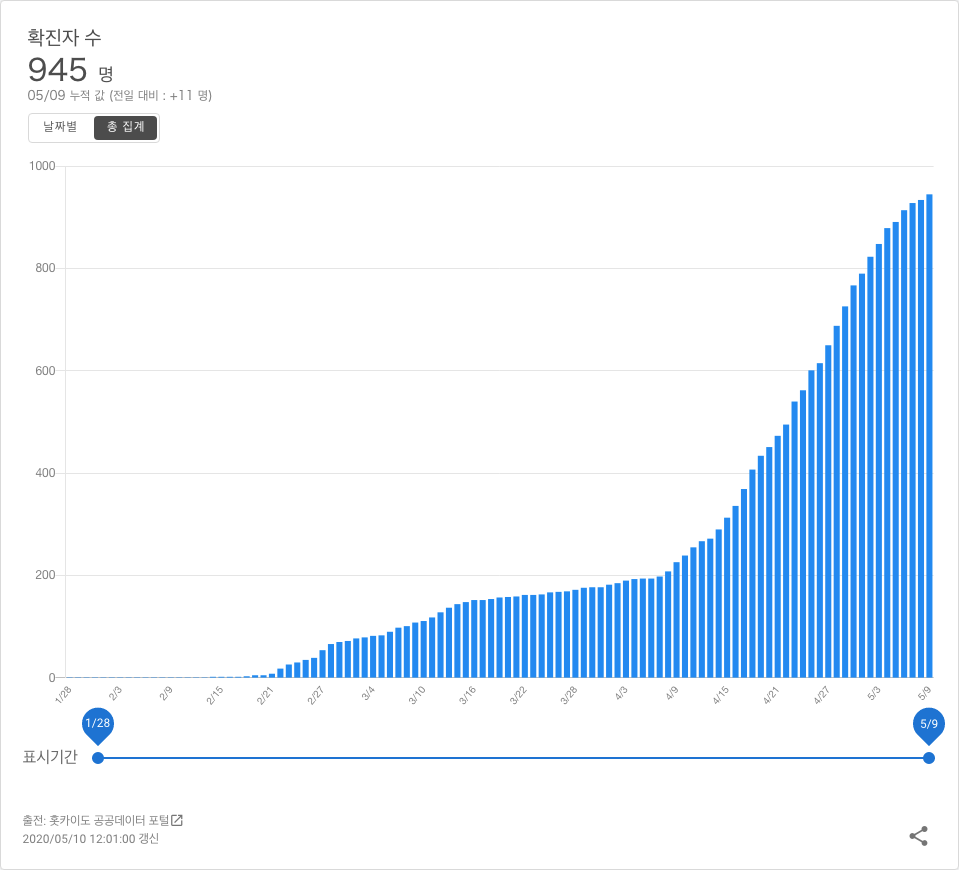 확진자 수
945 명
05/09 누적 값 (전일 대비 : +11 명)
날짜별 총 집계
1000
800
600
400
200
0
1/28 2/3 2/9 2/15 2/21 2/27 3/4 3/10 3/16 3/22 3/28 4/3 4/9 4/15 4/21 4/27 5/3 5/9
1/28 5/9
표시기간
출전: 홋카이도 공공데이터 포털
2020/05/10 12:01:00 갱신